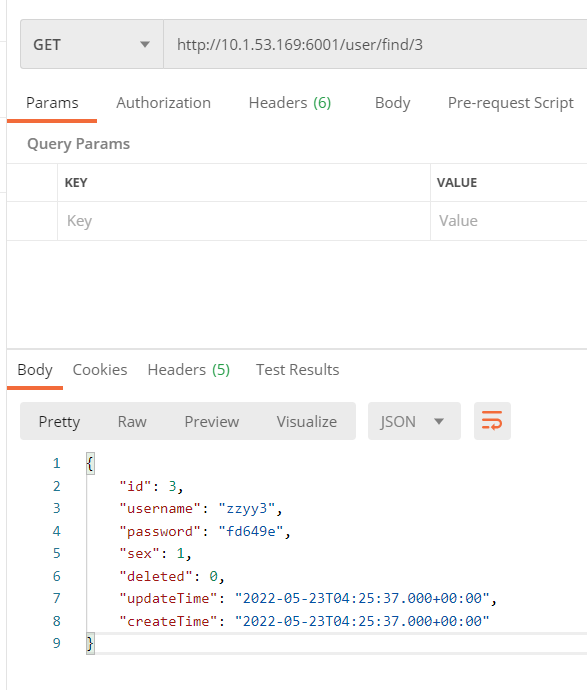 GET http://10.1.53.169:6001/user/find/3
Params Authorization Headers (6) Body Pre-request Script
Query Params
KEY VALUE
Key Value
Body Cookies Headers (5) Test Results
Pretty Raw Preview Visualize JSON
1 {
2 "id": 3,
3 "username": "zzyy3",
4 "password": "fd649e",
5 "sex": 1,
6 "deleted": 0,
7 "updateTime": "2022-05-23T04:25:37.000+00:00",
8 "createTime": "2022-05-23T04:25:37.000+00:00"
9 }